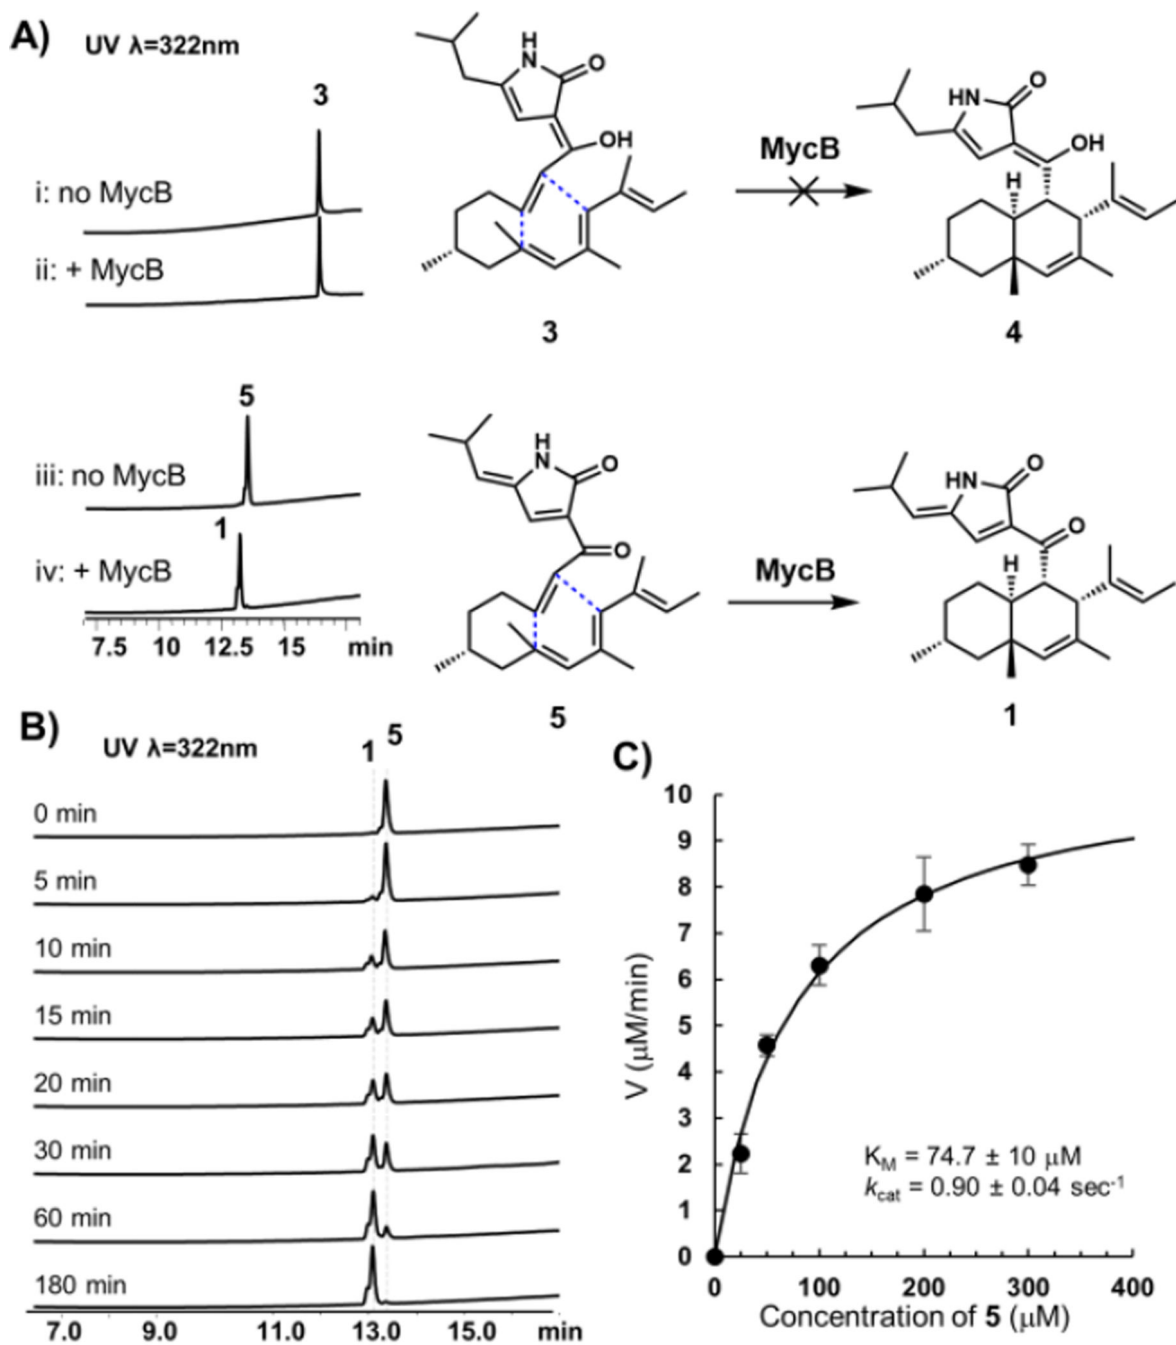 A)
UV λ=322nm
3
i: no MycB
ii: + MycB
H
N
O
OH
3
MycB
HN
O
OH
H
4
5
iii: no MycB
1
iv: + MycB
7.5 10 12.5 15 min
H
N
O
O
5
MycB
HN
O
O
H
1
B)
UV λ=322nm
1 5
0 min
5 min
10 min
15 min
20 min
30 min
60 min
180 min
7.0 9.0 11.0 13.0 15.0 min
C)
10
9
8
7
6
5
4
3
2
1
0
V (μM/min)
K_M = 74.7 ± 10 μM
k_cat = 0.90 ± 0.04 sec⁻¹
0 100 200 300 400
Concentration of 5 (μM)